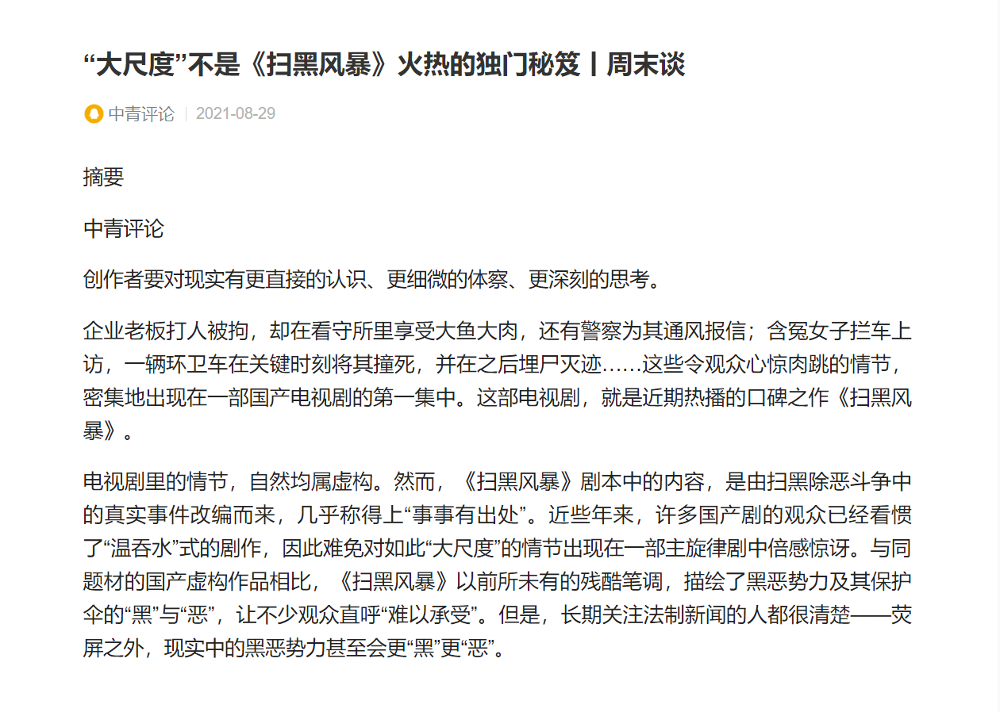 “大尺度”不是《扫黑风暴》火热的独门秘笈丨周末谈
中青评论 2021-08-29
摘要
中青评论
创作者要对现实有更直接的认识、更细微的体察、更深刻的思考。
企业老板打人被拘，却在看守所里享受大鱼大肉，还有警察为其通风报信；含冤女子拦车上
访，一辆环卫车在关键时刻将其撞死，并在之后埋尸灭迹……这些令观众心惊肉跳的情节，
密集地出现在一部国产电视剧的第一集中。这部电视剧，就是近期热播的口碑之作《扫黑风
暴》。
电视剧里的情节，自然均属虚构。然而，《扫黑风暴》剧本中的内容，是由扫黑除恶斗争中
的真实事件改编而来，几乎称得上“事事有出处”。近些年来，许多国产剧的观众已经看惯
了“温吞水”式的剧作，因此难免对如此“大尺度”的情节出现在一部主旋律剧中倍感惊讶。与同
题材的国产虚构作品相比，《扫黑风暴》以前所未有的残酷笔调，描绘了黑恶势力及其保护
伞的“黑”与“恶”，让不少观众直呼“难以承受”。但是，长期关注法制新闻的人都很清楚——荧
屏之外，现实中的黑恶势力甚至会更“黑”更“恶”。